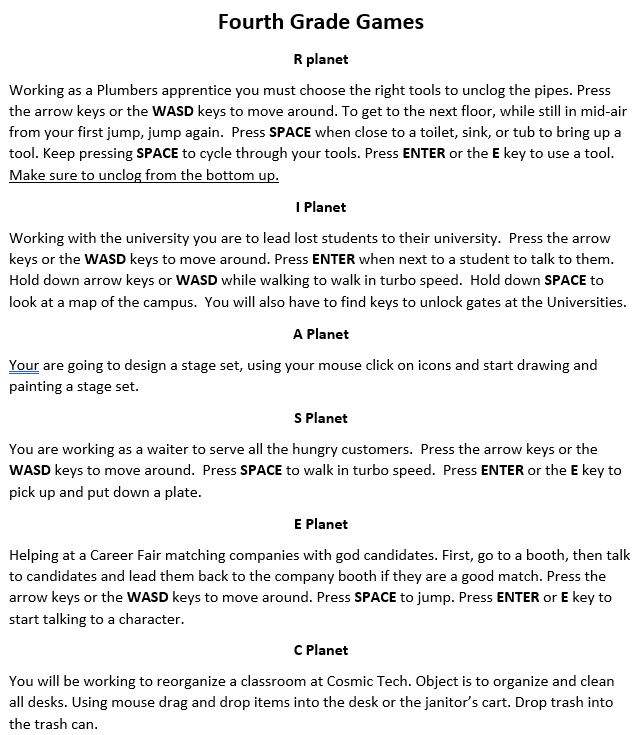 Fourth Grade Games
R planet
Working as a Plumbers apprentice you must choose the right tools to unclog the pipes. Press
the arrow keys or the WASD keys to move around. To get to the next floor, while still in mid-air
from your first jump, jump again.  Press SPACE when close to a toilet, sink, or tub to bring up a
tool. Keep pressing SPACE to cycle through your tools. Press ENTER or the E key to use a tool.
Make sure to unclog from the bottom up.
I Planet
Working with the university you are to lead lost students to their university.  Press the arrow
keys or the WASD keys to move around. Press ENTER when next to a student to talk to them.
Hold down arrow keys or WASD while walking to walk in turbo speed.  Hold down SPACE to
look at a map of the campus.  You will also have to find keys to unlock gates at the Universities.
A Planet
Your are going to design a stage set, using your mouse click on icons and start drawing and
painting a stage set.
S Planet
You are working as a waiter to serve all the hungry customers.  Press the arrow keys or the
WASD keys to move around.  Press SPACE to walk in turbo speed.  Press ENTER or the E key to
pick up and put down a plate.
E Planet
Helping at a Career Fair matching companies with god candidates. First, go to a booth, then talk
to candidates and lead them back to the company booth if they are a good match. Press the
arrow keys or the WASD keys to move around. Press SPACE to jump. Press ENTER or E key to
start talking to a character.
C Planet
You will be working to reorganize a classroom at Cosmic Tech. Object is to organize and clean
all desks. Using mouse drag and drop items into the desk or the janitor’s cart. Drop trash into
the trash can.